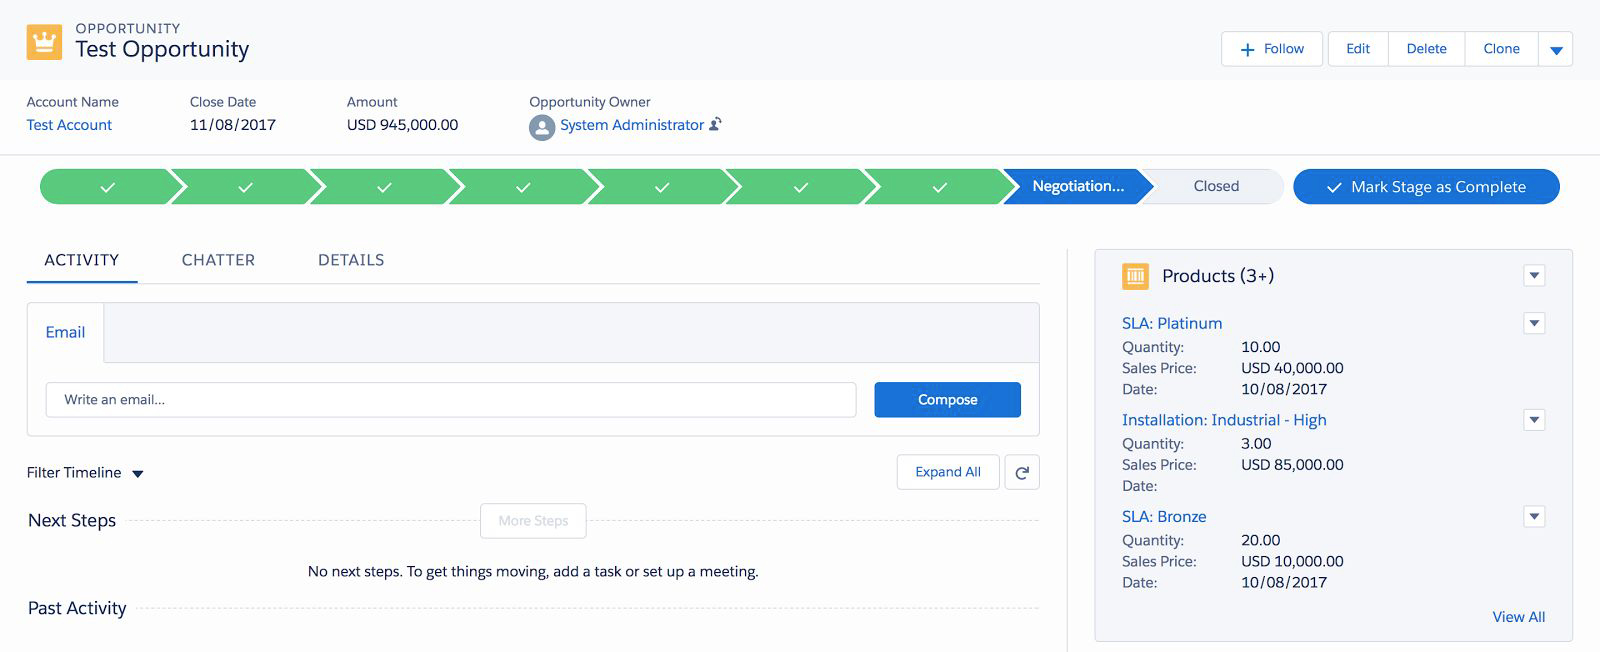 OPPORTUNITY
Test Opportunity
Follow Edit Delete Clone
Account Name Close Date Amount Opportunity Owner
Test Account 11/08/2017 USD 945,000.00 System Administrator
Negotiation... Closed Mark Stage as Complete
ACTIVITY CHATTER DETAILS
Email
Write an email... Compose
Filter Timeline Expand All
Next Steps More Steps
No next steps. To get things moving, add a task or set up a meeting.
Past Activity
Products (3+)
SLA: Platinum
Quantity: 10.00
Sales Price: USD 40,000.00
Date: 10/08/2017
Installation: Industrial - High
Quantity: 3.00
Sales Price: USD 85,000.00
Date:
SLA: Bronze
Quantity: 20.00
Sales Price: USD 10,000.00
Date: 10/08/2017
View All